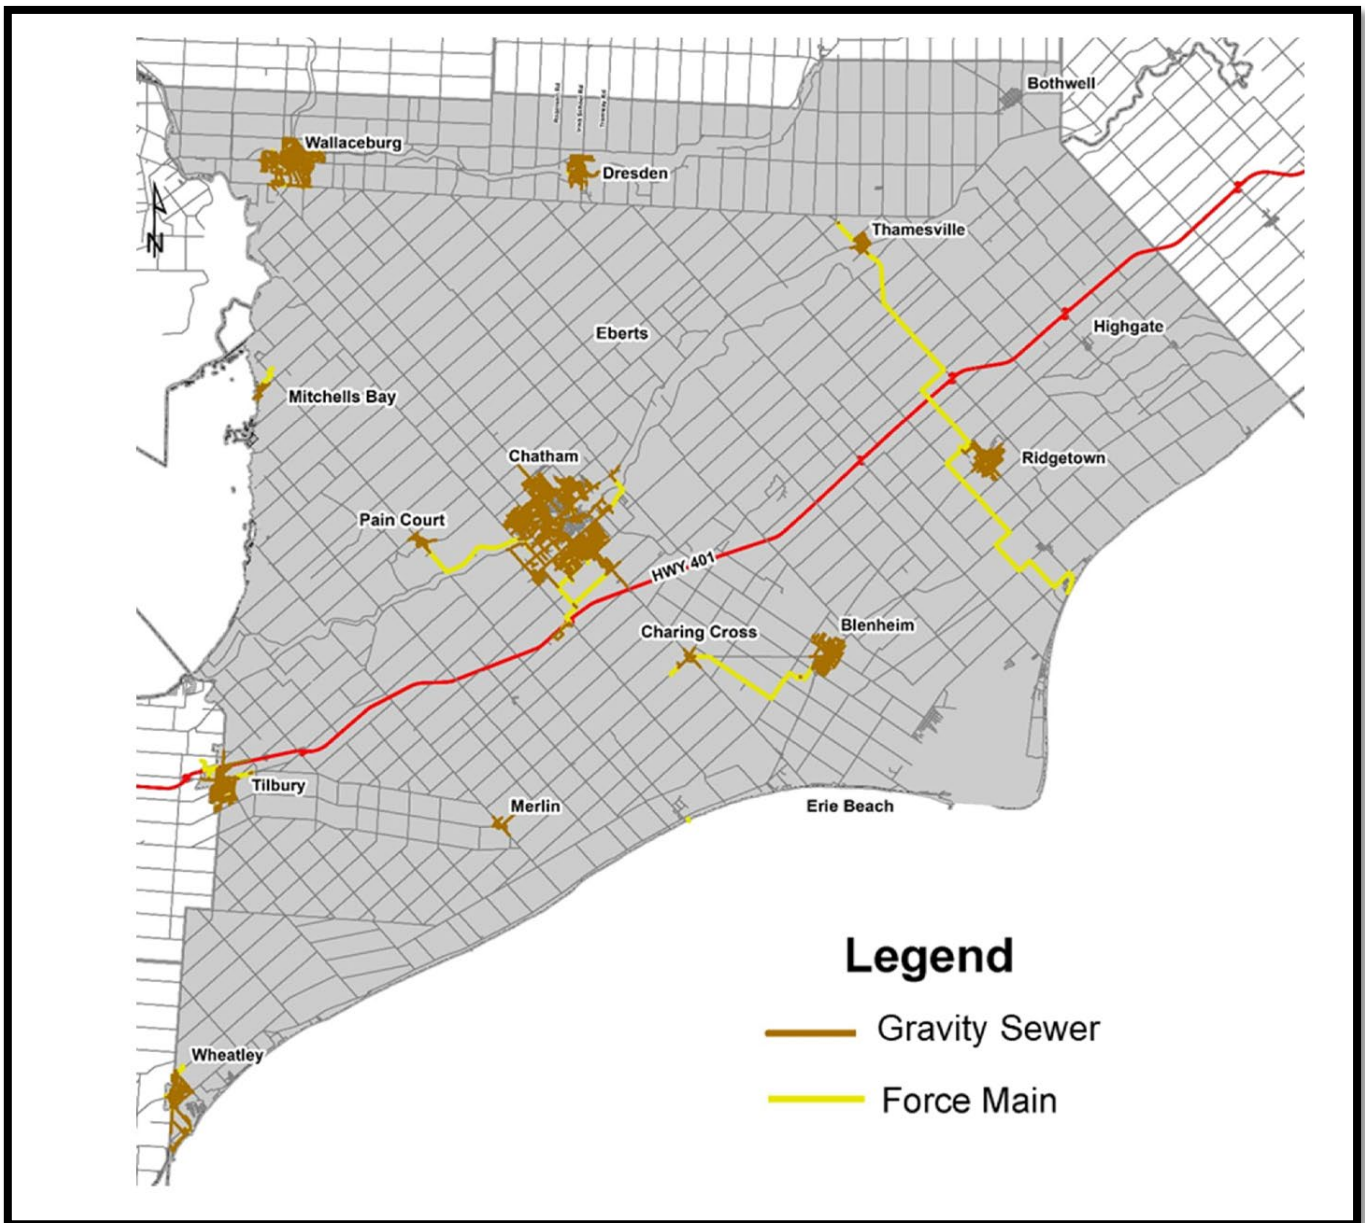 Bothwell
Wallaceburg
Dresden
Thamesville
N
Eberts
Highgate
Mitchells Bay
Chatham
Ridgetown
Pain Court
HWY 401
Blenheim
Charing Cross
Tilbury
Merlin
Erie Beach
Legend
Gravity Sewer
Wheatley
Force Main